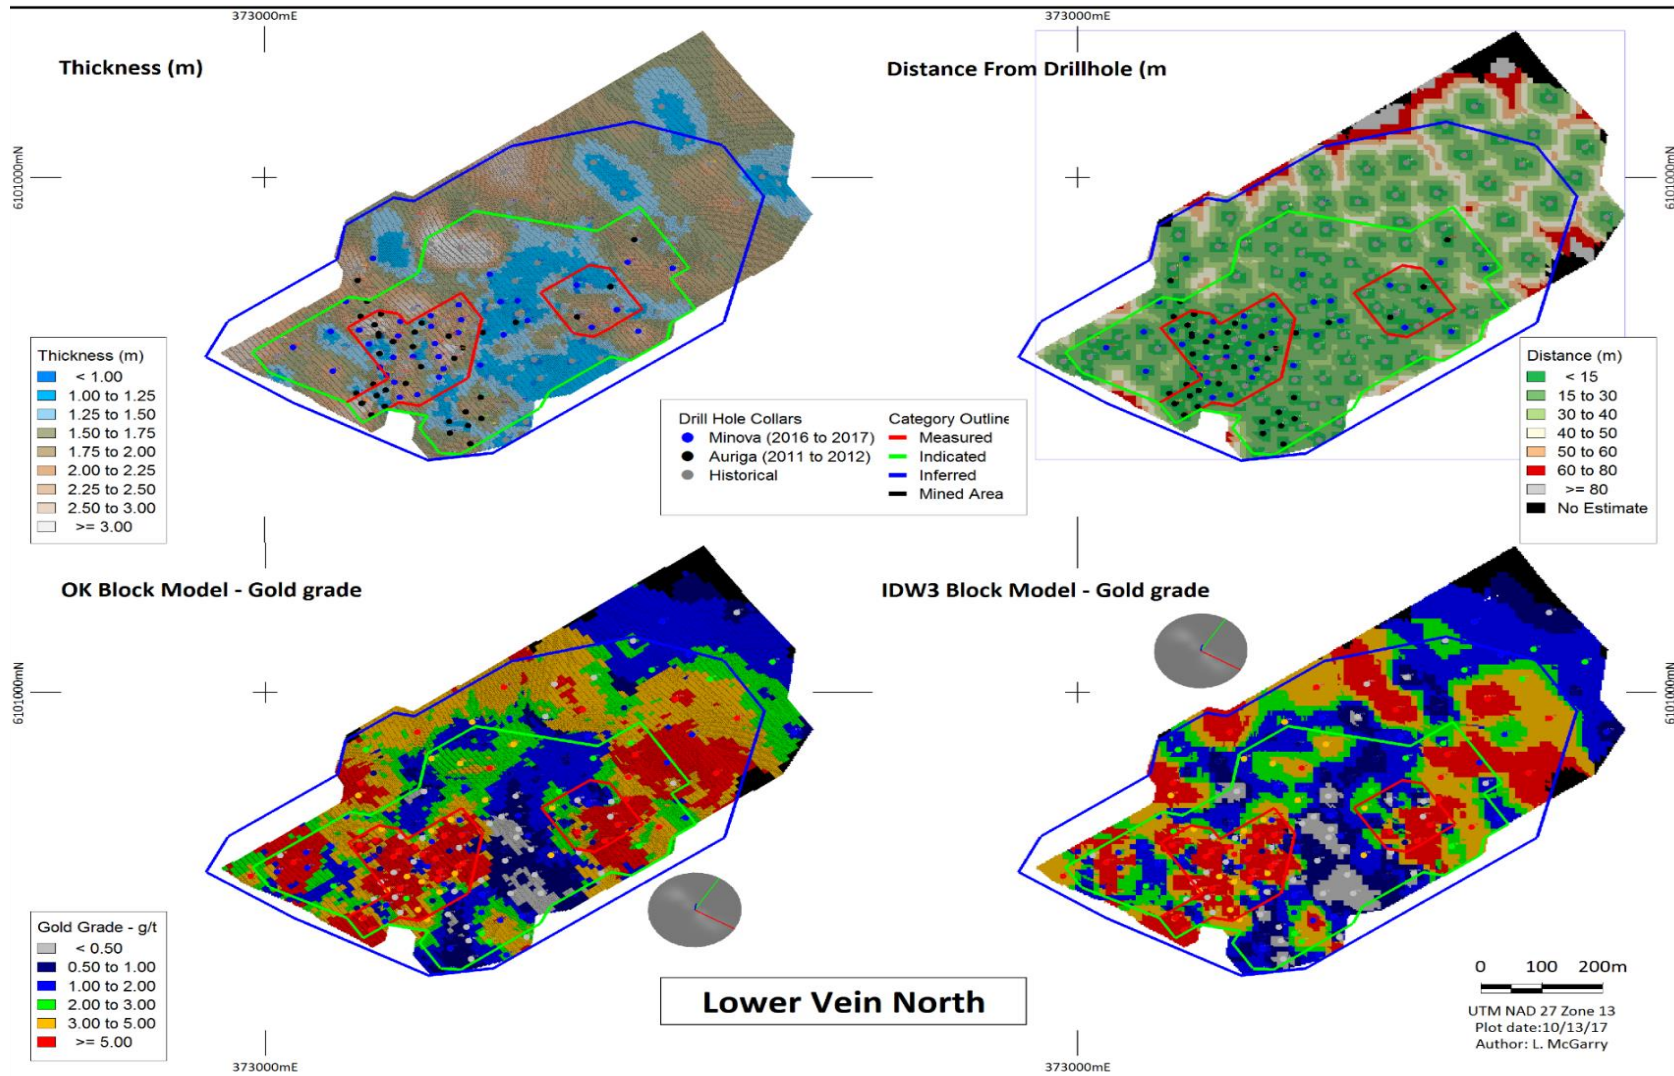 373000mE
373000mE
Thickness (m)
Distance From Drillhole (m
6101000mN
6101000mN
Thickness (m)
< 1.00
1.00 to 1.25
1.25 to 1.50
1.50 to 1.75
1.75 to 2.00
2.00 to 2.25
2.25 to 2.50
2.50 to 3.00
>= 3.00
Drill Hole Collars
Minova (2016 to 2017)
Auriga (2011 to 2012)
Historical
Category Outline
Measured
Indicated
Inferred
Mined Area
Distance (m)
< 15
15 to 30
30 to 40
40 to 50
50 to 60
60 to 80
>= 80
No Estimate
OK Block Model - Gold grade
IDW3 Block Model - Gold grade
6101000mN
6101000mN
Gold Grade - g/t
< 0.50
0.50 to 1.00
1.00 to 2.00
2.00 to 3.00
3.00 to 5.00
>= 5.00
Lower Vein North
0 100 200m
UTM NAD 27 Zone 13
Plot date:10/13/17
Author: L. McGarry
373000mE
373000mE